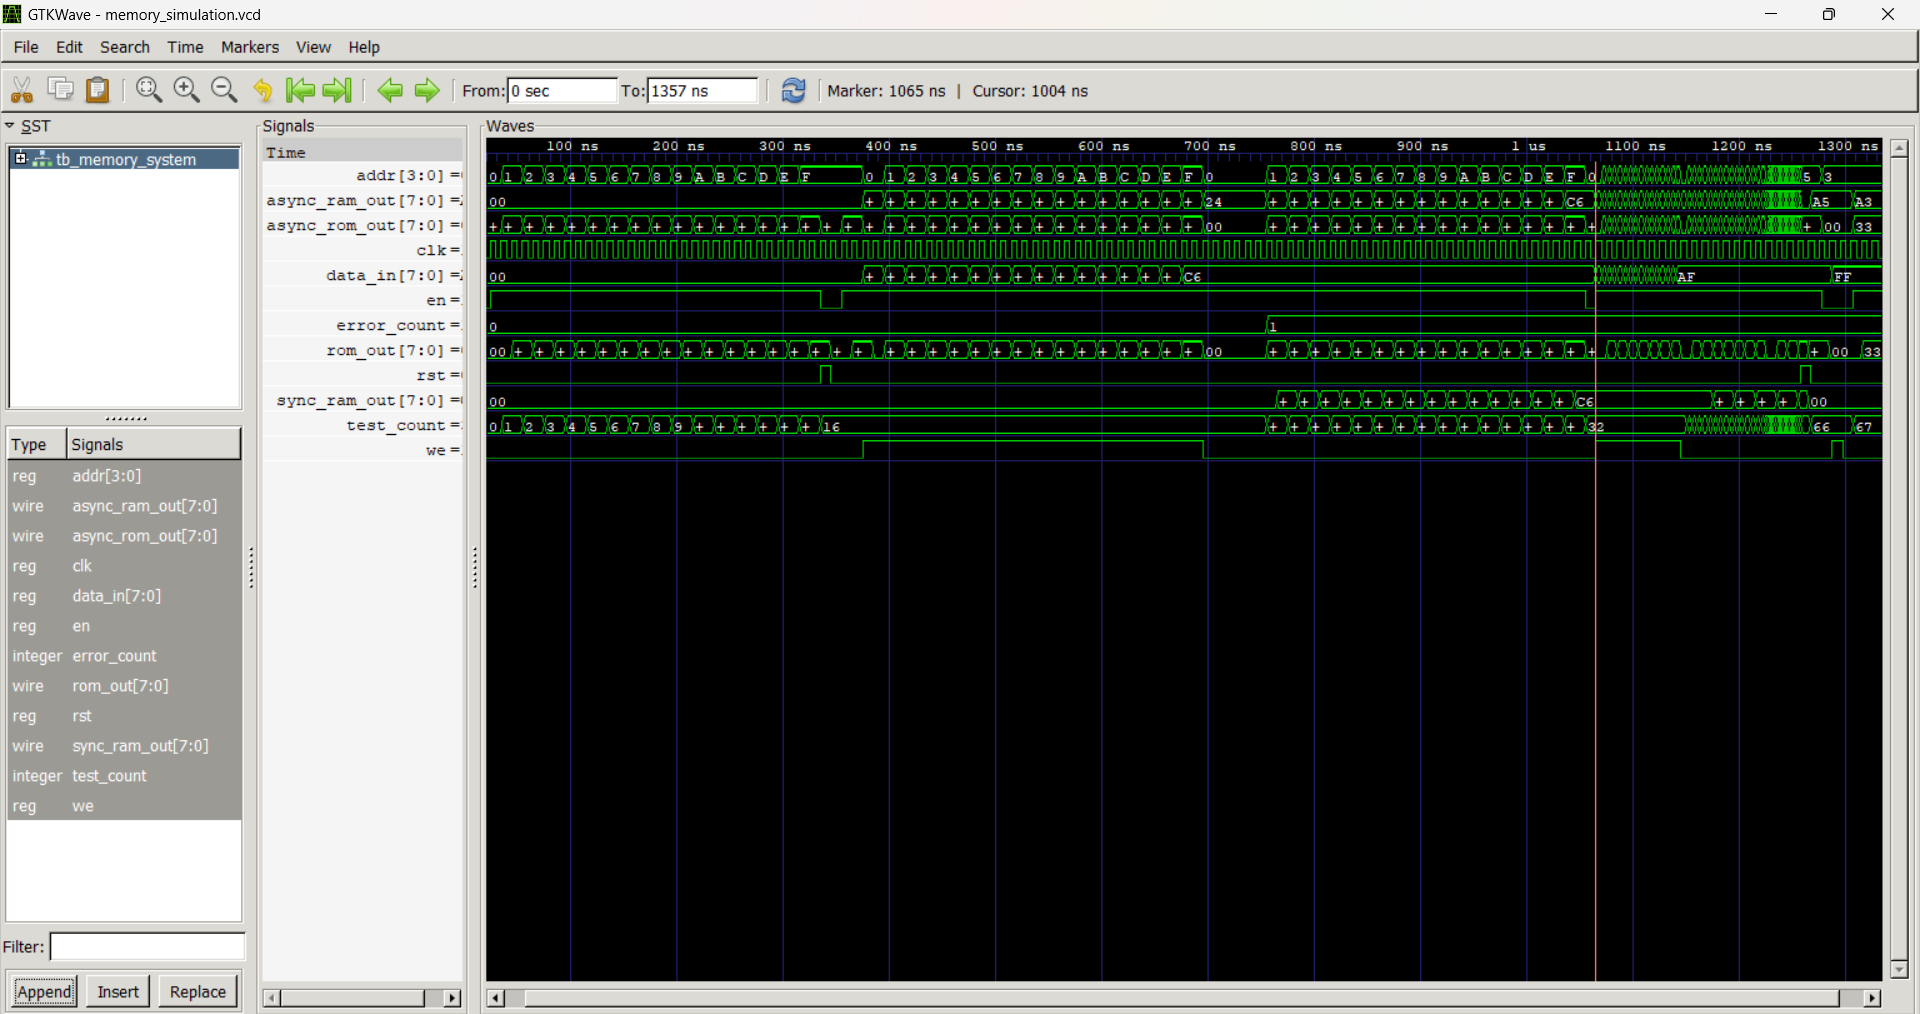 GTKWave - memory_simulation.vcd
File Edit Search Time Markers View Help
From: 0 sec To: 1357 ns Marker: 1065 ns | Cursor: 1004 ns
SST
tb_memory_system
Type Signals
reg addr[3:0]
wire async_ram_out[7:0]
wire async_rom_out[7:0]
reg clk
reg data_in[7:0]
reg en
integer error_count
wire rom_out[7:0]
reg rst
wire sync_ram_out[7:0]
integer test_count
reg we
Filter:
Append Insert Replace
Signals
Time
addr[3:0] =
async_ram_out[7:0] =
async_rom_out[7:0] =
clk =
data_in[7:0] =
en =
error_count =
rom_out[7:0] =
rst =
sync_ram_out[7:0] =
test_count =
we =
Waves
100 ns 200 ns 300 ns 400 ns 500 ns 600 ns 700 ns 800 ns 900 ns 1 us 1100 ns 1200 ns 1300 ns
0 1 2 3 4 5 6 7 8 9 A B C D E F 0 1 2 3 4 5 6 7 8 9 A B C D E F 0 1 2 3 4 5 6 7 8 9 A B C D E F 0 5 3
00 + + + + + + + + + + + + + + + + 24 + + + + + + + + + + + + + + C6 A5 A3
+ + + + + + + + + + + + + + + + + + + + + + + + + + + + + + + + + + 00 + + + + + + + + + + + + + + + + + 00 33
00 + + + + + + + + + + + + + + + C6 AF FF
0 1
00 + + + + + + + + + + + + + + + + + + + + + + + + + + + + + + + + 00 + + + + + + + + + + + + + + + + + 00 33
00 + + + + + + + + + + + + + + C6 + + + + 00
0 1 2 3 4 5 6 7 8 9 + + + + + + 16 + + + + + + + + + + + + + + + 32 66 67